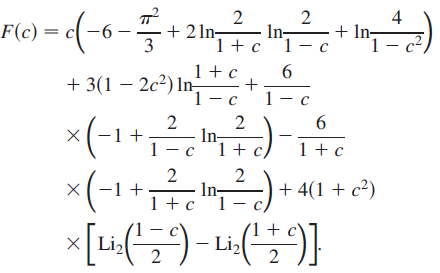 F(c) = c(−6 − π²/3 + 2 ln 2/(1 + c) ln 2/(1 − c) + ln 4/(1 − c²))
+ 3(1 − 2c²) ln (1 + c)/(1 − c) + 6/(1 − c)
× (−1 + 2/(1 − c) ln 2/(1 + c)) − 6/(1 + c)
× (−1 + 2/(1 + c) ln 2/(1 − c)) + 4(1 + c²)
× [Li₂((1 − c)/2) − Li₂((1 + c)/2)].